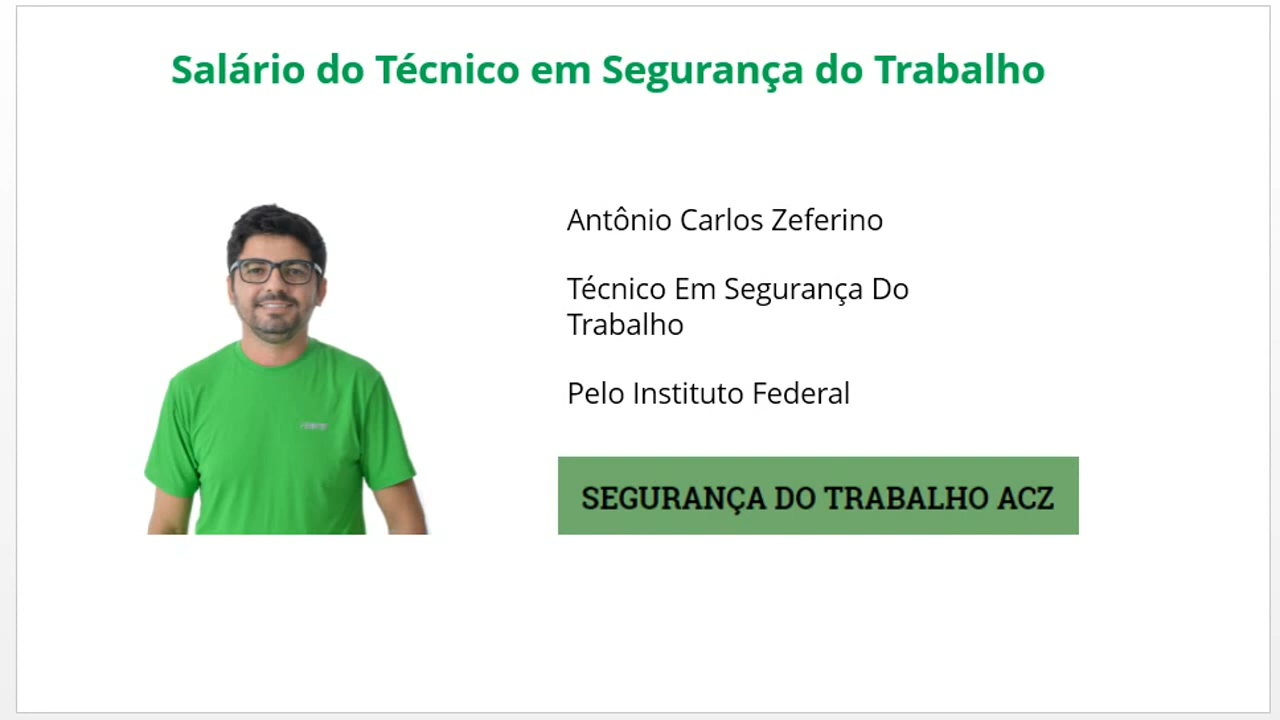 Salário do Técnico em Segurança do Trabalho
Antônio Carlos Zeferino
Técnico Em Segurança Do
Trabalho
Pelo Instituto Federal
SEGURANÇA DO TRABALHO ACZ